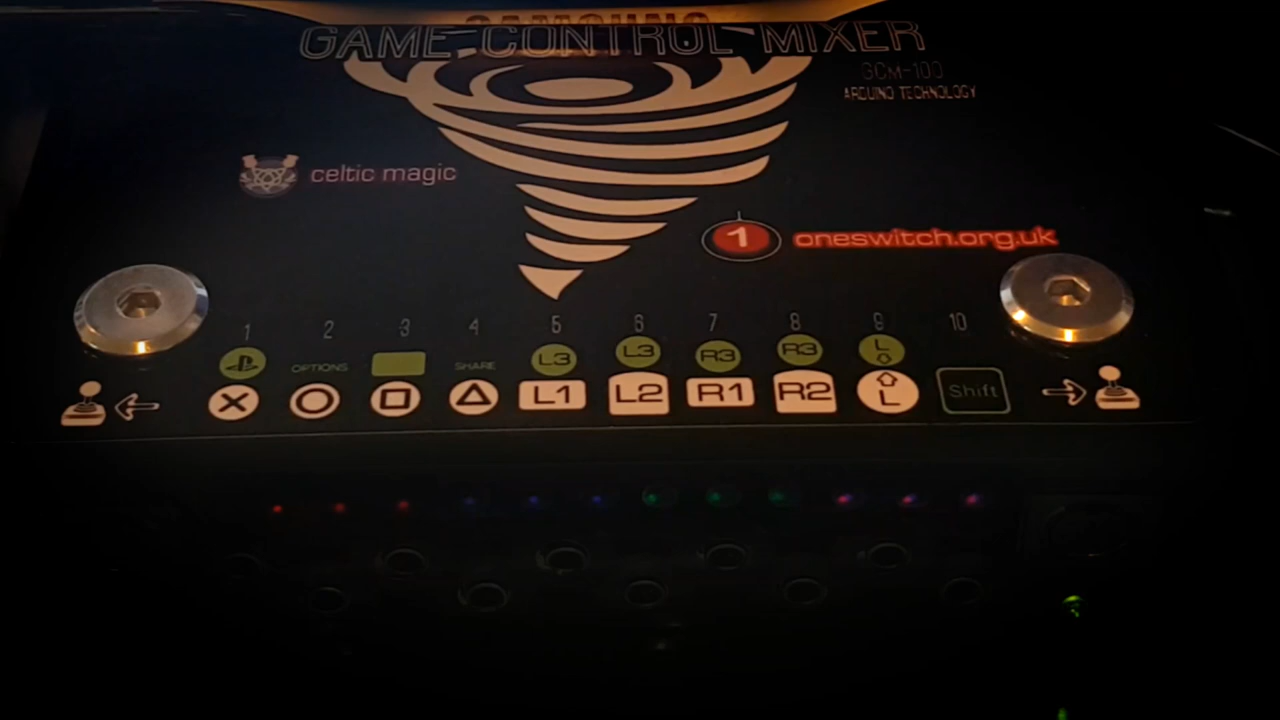 SAMSUNG
GAME CONTROL MIXER
GCM-100
ARDUINO TECHNOLOGY
celtic magic
1 oneswitch.org.uk
1 2 3 4 5 6 7 8 9 10
OPTIONS SHARE L3 L3 R3 R3 L
L1 L2 R1 R2 L Shift